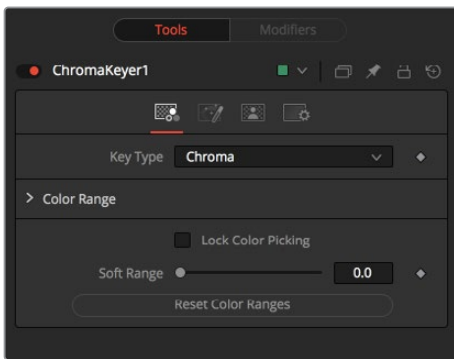 Tools Modifiers
ChromaKeyer1
Key Type Chroma
Color Range
Lock Color Picking
Soft Range 0.0
Reset Color Ranges